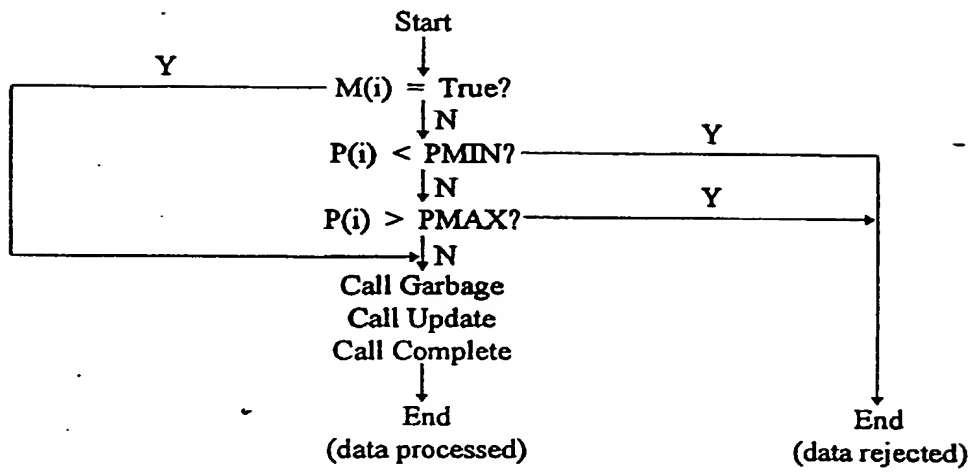 Start
Y
M(i) = True?
N
P(i) < PMIN?
Y
N
P(i) > PMAX?
Y
N
Call Garbage
Call Update
Call Complete
End
(data processed)
End
(data rejected)